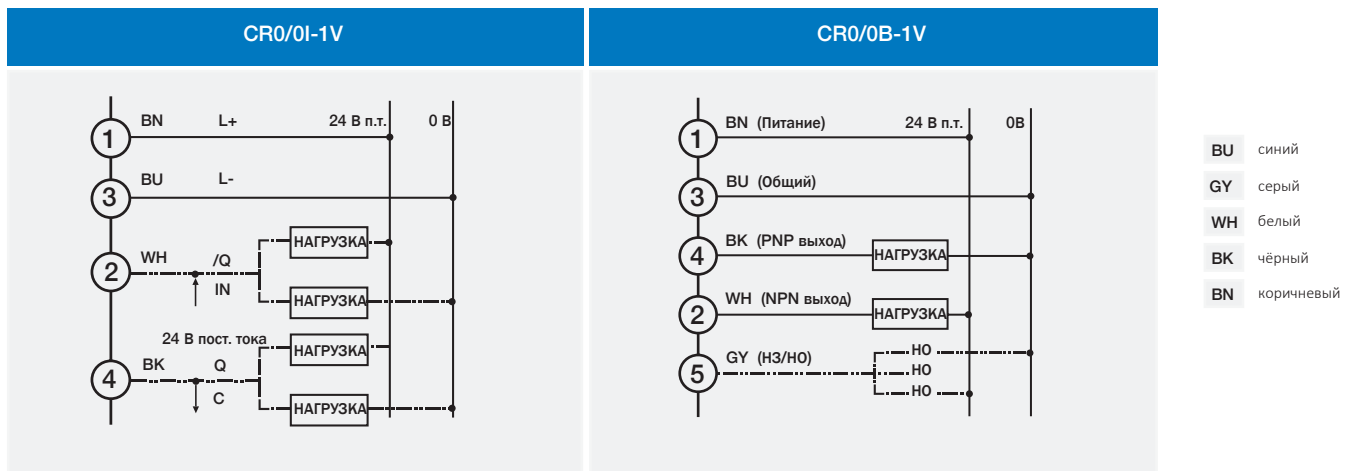 CR0/0I-1V
1
BN L+ 24 В п.т. 0 В
3
BU L-
2
WH /Q
IN
НАГРУЗКА
НАГРУЗКА
24 В пост. тока
4
BK Q
C
НАГРУЗКА
НАГРУЗКА
CR0/0B-1V
1
BN (Питание) 24 В п.т. 0В
3
BU (Общий)
4
BK (PNP выход) НАГРУЗКА
2
WH (NPN выход) НАГРУЗКА
5
GY (НЗ/НО)
НО
НО
НО
BU синий
GY серый
WH белый
BK чёрный
BN коричневый